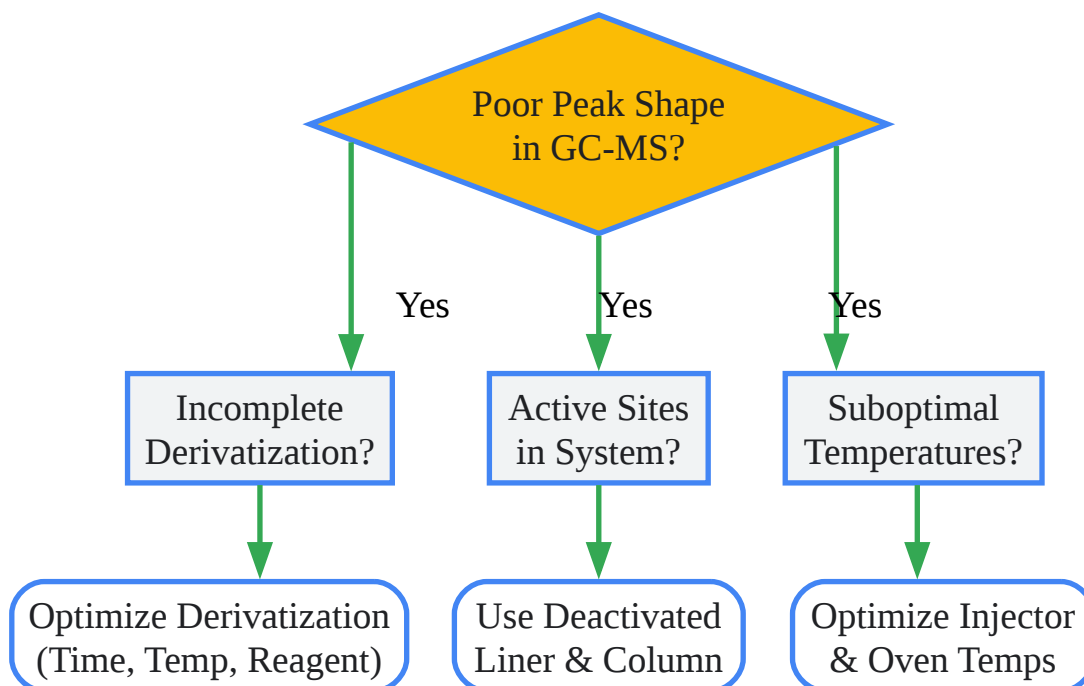 Poor Peak Shape
in GC-MS?
Yes
Yes
Yes
Incomplete
Derivatization?
Active Sites
in System?
Suboptimal
Temperatures?
Optimize Derivatization
(Time, Temp, Reagent)
Use Deactivated
Liner & Column
Optimize Injector
& Oven Temps